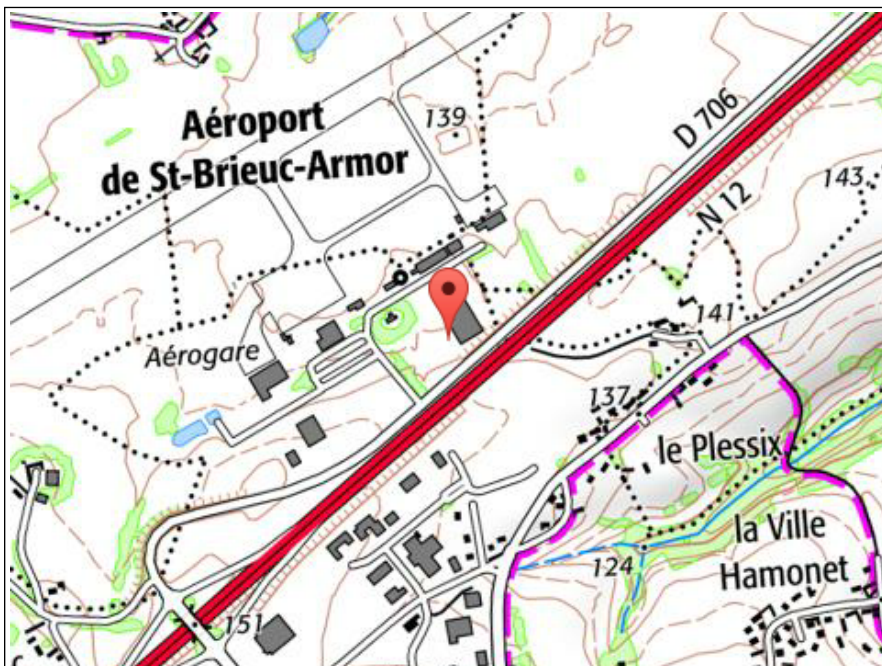 Aéroport
de St-Brieuc-Armor
139
D 706
N 12
143
141
Aérogare
137
le Plessix
la Ville
Hamonet
124
151